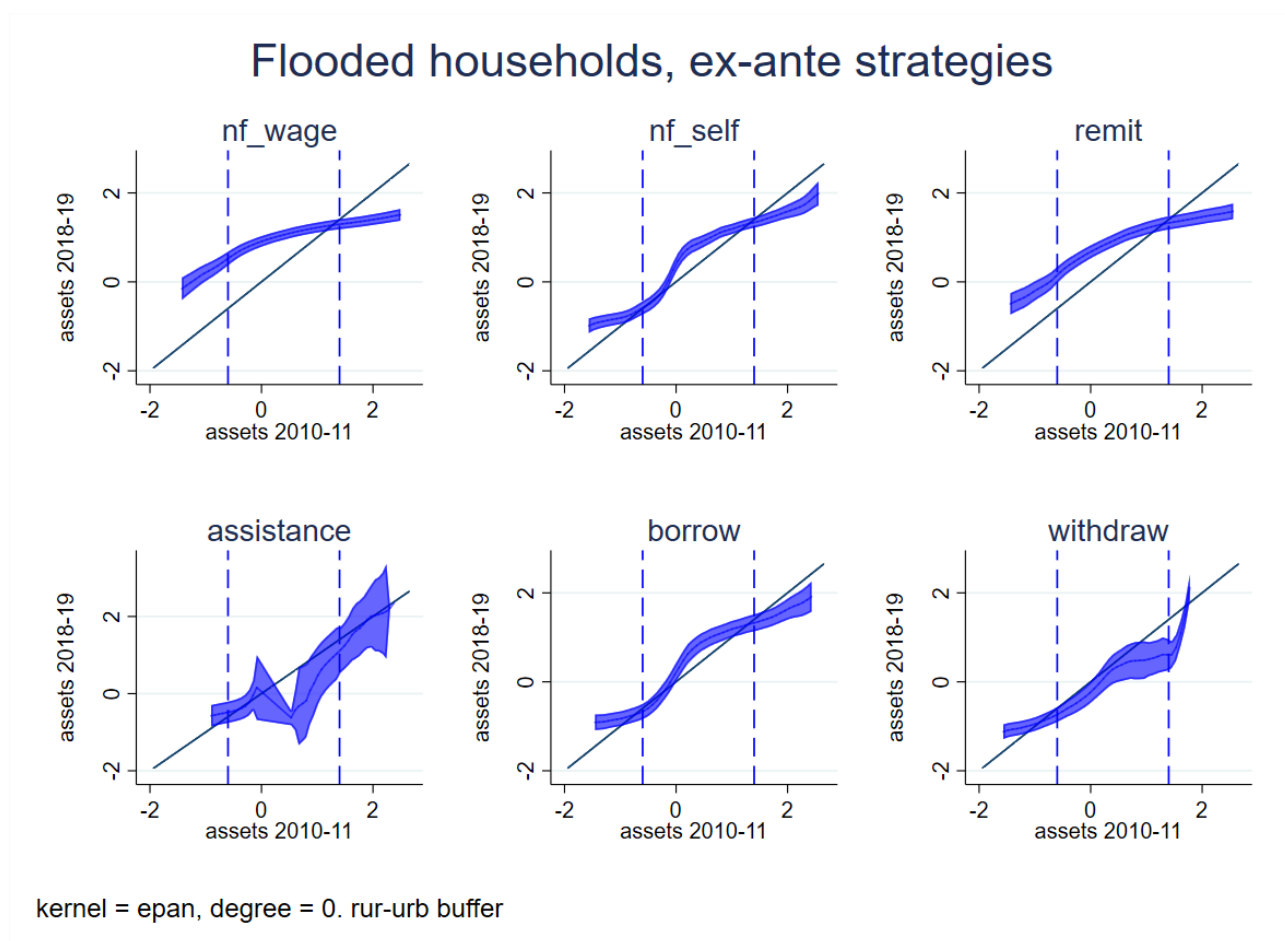 Flooded households, ex-ante strategies
nf_wage
assets 2018-19
2
0
-2
-2 0 2
assets 2010-11
nf_self
assets 2018-19
2
0
-2
-2 0 2
assets 2010-11
remit
assets 2018-19
2
0
-2
-2 0 2
assets 2010-11
assistance
assets 2018-19
2
0
-2
-2 0 2
assets 2010-11
borrow
assets 2018-19
2
0
-2
-2 0 2
assets 2010-11
withdraw
assets 2018-19
2
0
-2
-2 0 2
assets 2010-11
kernel = epan, degree = 0. rur-urb buffer